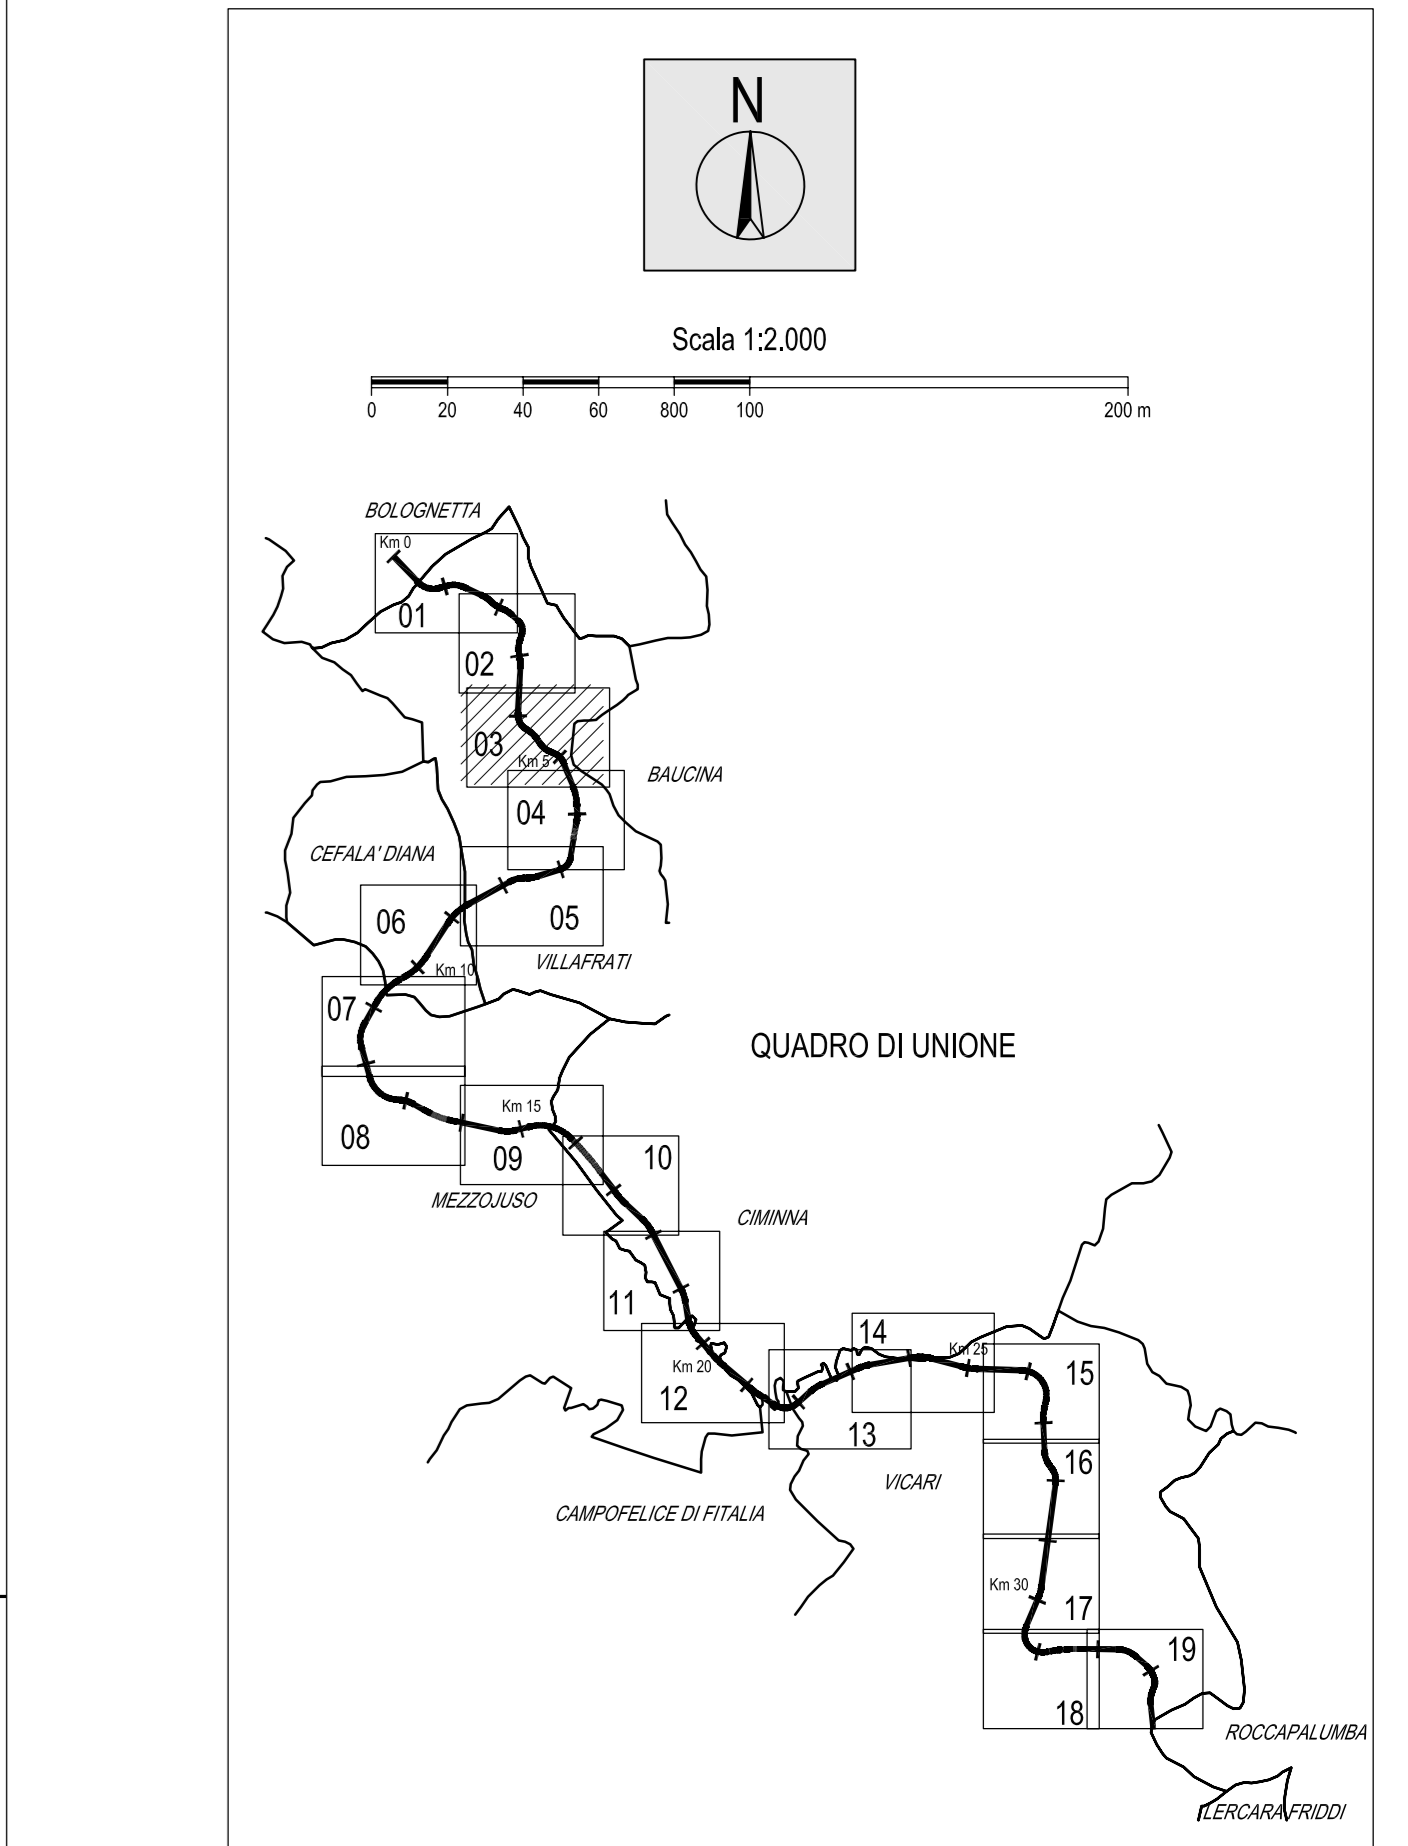 N
Scala 1:2.000
0 20 40 60 800 100 200 m
BOLOGNETTA
Km 0
01
02
03
Km 5
BAUCINA
04
CEFALA' DIANA
05
06
VILLAFRATI
Km 10
07
QUADRO DI UNIONE
Km 15
08
09
10
MEZZOJUSO
CIMINNA
11
14
Km 25
Km 20
15
12
13
16
VICARI
CAMPOFELICE DI FITALIA
Km 30
17
19
18
ROCCAPALUMBA
LERCARA FRIDDI